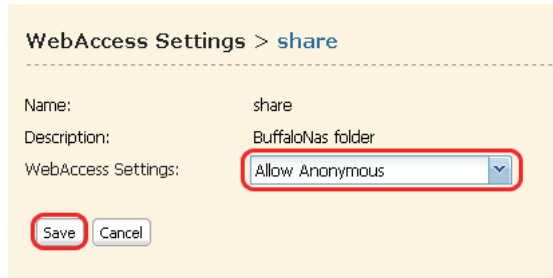 WebAccess Settings > share
Name: share
Description: BuffaloNas folder
WebAccess Settings: Allow Anonymous
Save Cancel